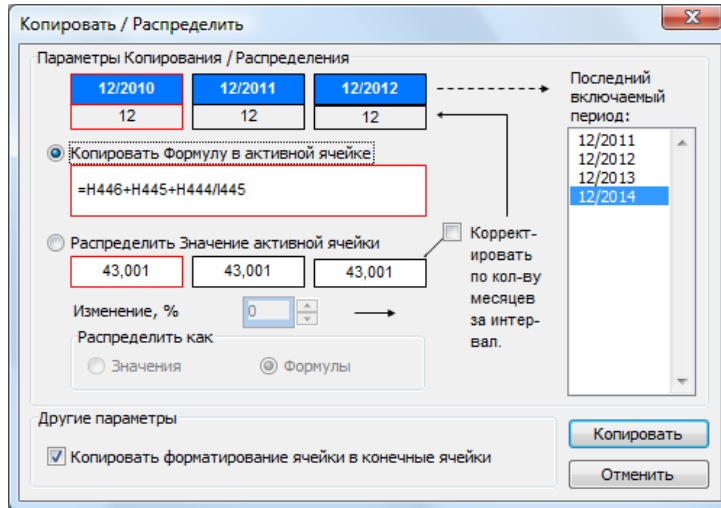 Копировать / Распределить
Параметры Копирования / Распределения
12/2010 12/2011 12/2012
12 12 12
Последний
включаемый
период:
12/2011
12/2012
12/2013
12/2014
Копировать Формулу в активной ячейке
=H446+H445+H444/I445
Распределить Значение активной ячейки
43,001 43,001 43,001
Коррект-
ировать
по кол-ву
месяцев
за интер-
вал.
Изменение, % 0
Распределить как
Значения Формулы
Другие параметры
Копировать форматирование ячейки в конечные ячейки
Копировать
Отменить